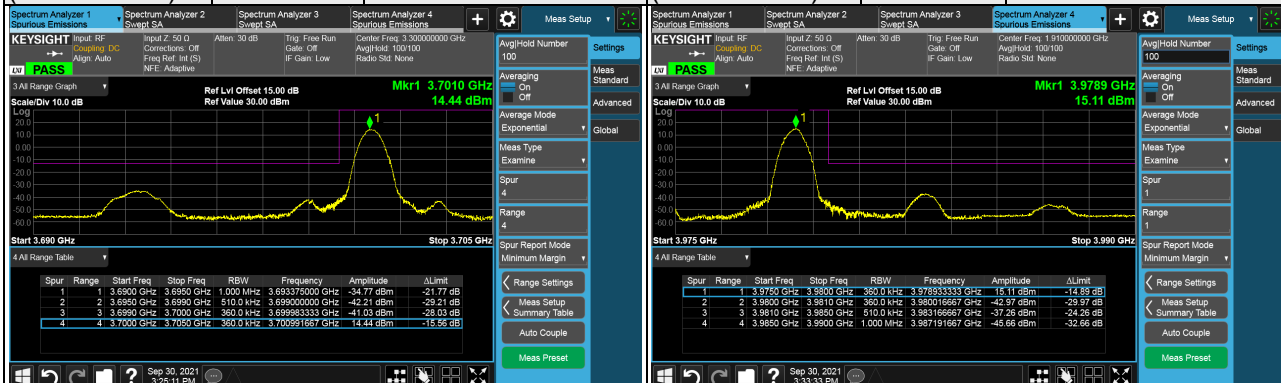 Spectrum Analyzer 1
Spurious Emissions
Spectrum Analyzer 2
Swept SA
Spectrum Analyzer 3
Swept SA
Spectrum Analyzer 4
Spurious Emissions
Meas Setup
KEYSIGHT
Input: RF
Coupling: DC
Align: Auto
Input Z: 50 Ω
Corrections: Off
Freq Ref: Int (S)
NFE: Adaptive
Atten: 30 dB
Trig: Free Run
Gate: Off
IF Gain: Low
Center Freq: 3.300000000 GHz
Avg|Hold: 100/100
Radio Std: None
LXI PASS
3 All Range Graph
Scale/Div 10.0 dB
Ref Lvl Offset 15.00 dB
Ref Value 30.00 dBm
Mkr1 3.7010 GHz
14.44 dBm
Log
20.0
10.0
0.00
-10.0
-20.0
-30.0
-40.0
-50.0
-60.0
1
Start 3.690 GHz
Stop 3.705 GHz
4 All Range Table
Spur Range Start Freq Stop Freq RBW Frequency Amplitude ΔLimit
1 1 3.6900 GHz 3.6950 GHz 1.000 MHz 3.693375000 GHz -34.77 dBm -21.77 dB
2 2 3.6950 GHz 3.6990 GHz 510.0 kHz 3.699000000 GHz -42.21 dBm -29.21 dB
3 3 3.6990 GHz 3.7000 GHz 360.0 kHz 3.699983333 GHz -41.03 dBm -28.03 dB
4 4 3.7000 GHz 3.7050 GHz 360.0 kHz 3.700991667 GHz 14.44 dBm -15.56 dB
Avg|Hold Number
100
Averaging
On
Off
Average Mode
Exponential
Meas Type
Examine
Spur
4
Range
4
Spur Report Mode
Minimum Margin
Range Settings
Meas Setup
Summary Table
Auto Couple
Meas Preset
Settings
Meas
Standard
Advanced
Global
?
Sep 30, 2021
3:25:11 PM
Spectrum Analyzer 1
Spurious Emissions
Spectrum Analyzer 2
Swept SA
Spectrum Analyzer 3
Swept SA
Spectrum Analyzer 4
Spurious Emissions
Meas Setup
KEYSIGHT
Input: RF
Coupling: DC
Align: Auto
Input Z: 50 Ω
Corrections: Off
Freq Ref: Int (S)
NFE: Adaptive
Atten: 30 dB
Trig: Free Run
Gate: Off
IF Gain: Low
Center Freq: 1.910000000 GHz
Avg|Hold: 100/100
Radio Std: None
LXI PASS
3 All Range Graph
Scale/Div 10.0 dB
Ref Lvl Offset 15.00 dB
Ref Value 30.00 dBm
Mkr1 3.9789 GHz
15.11 dBm
Log
20.0
10.0
0.00
-10.0
-20.0
-30.0
-40.0
-50.0
-60.0
1
Start 3.975 GHz
Stop 3.990 GHz
4 All Range Table
Spur Range Start Freq Stop Freq RBW Frequency Amplitude ΔLimit
1 1 3.9750 GHz 3.9800 GHz 360.0 kHz 3.978933333 GHz 15.11 dBm -14.89 dB
2 2 3.9800 GHz 3.9810 GHz 360.0 kHz 3.980016667 GHz -42.97 dBm -29.97 dB
3 3 3.9810 GHz 3.9850 GHz 510.0 kHz 3.983166667 GHz -37.26 dBm -24.26 dB
4 4 3.9850 GHz 3.9900 GHz 1.000 MHz 3.987191667 GHz -45.66 dBm -32.66 dB
Avg|Hold Number
100
Averaging
On
Off
Average Mode
Exponential
Meas Type
Examine
Spur
1
Range
1
Spur Report Mode
Minimum Margin
Range Settings
Meas Setup
Summary Table
Auto Couple
Meas Preset
Settings
Meas
Standard
Advanced
Global
?
Sep 30, 2021
3:33:33 PM